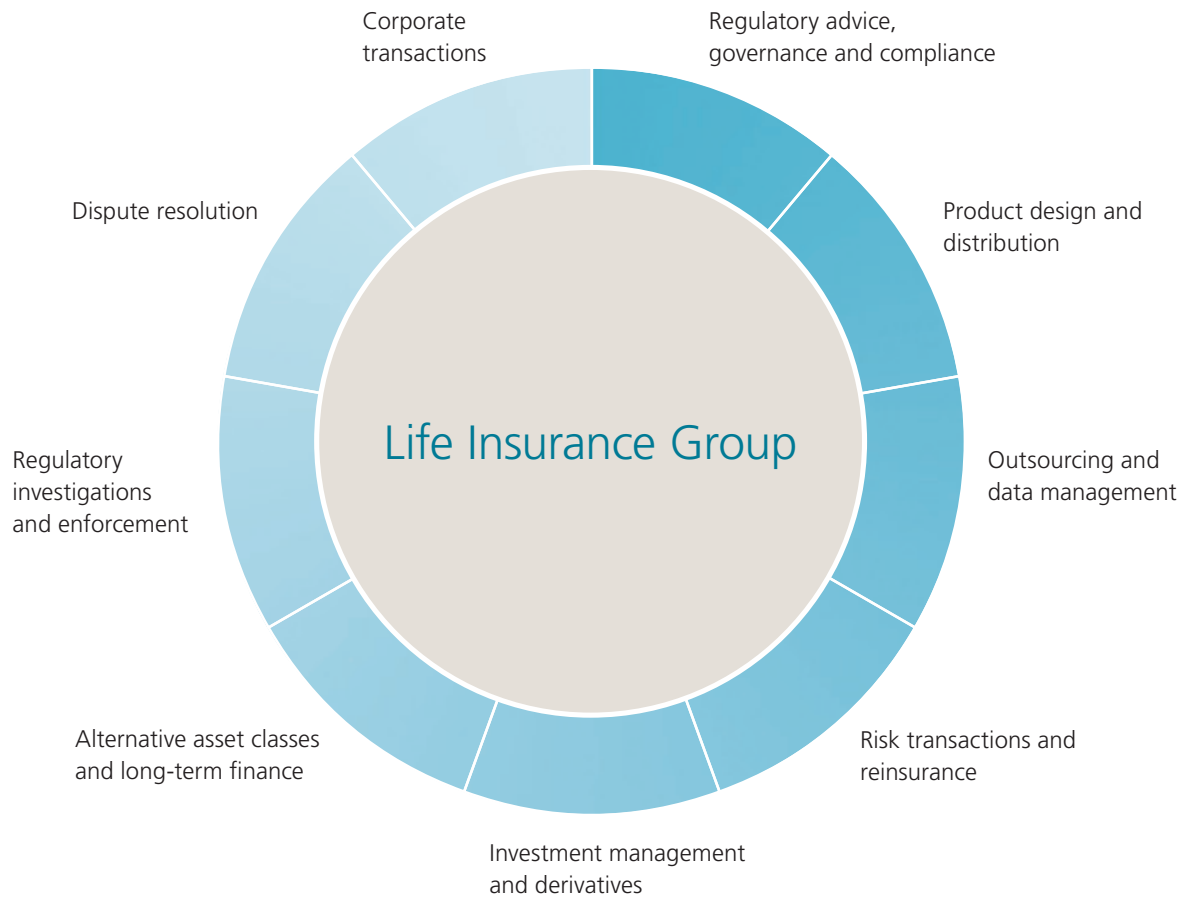 Corporate
transactions
Regulatory advice,
governance and compliance
Dispute resolution
Product design and
distribution
Life Insurance Group
Regulatory
investigations
and enforcement
Outsourcing and
data management
Alternative asset classes
and long-term finance
Risk transactions and
reinsurance
Investment management
and derivatives